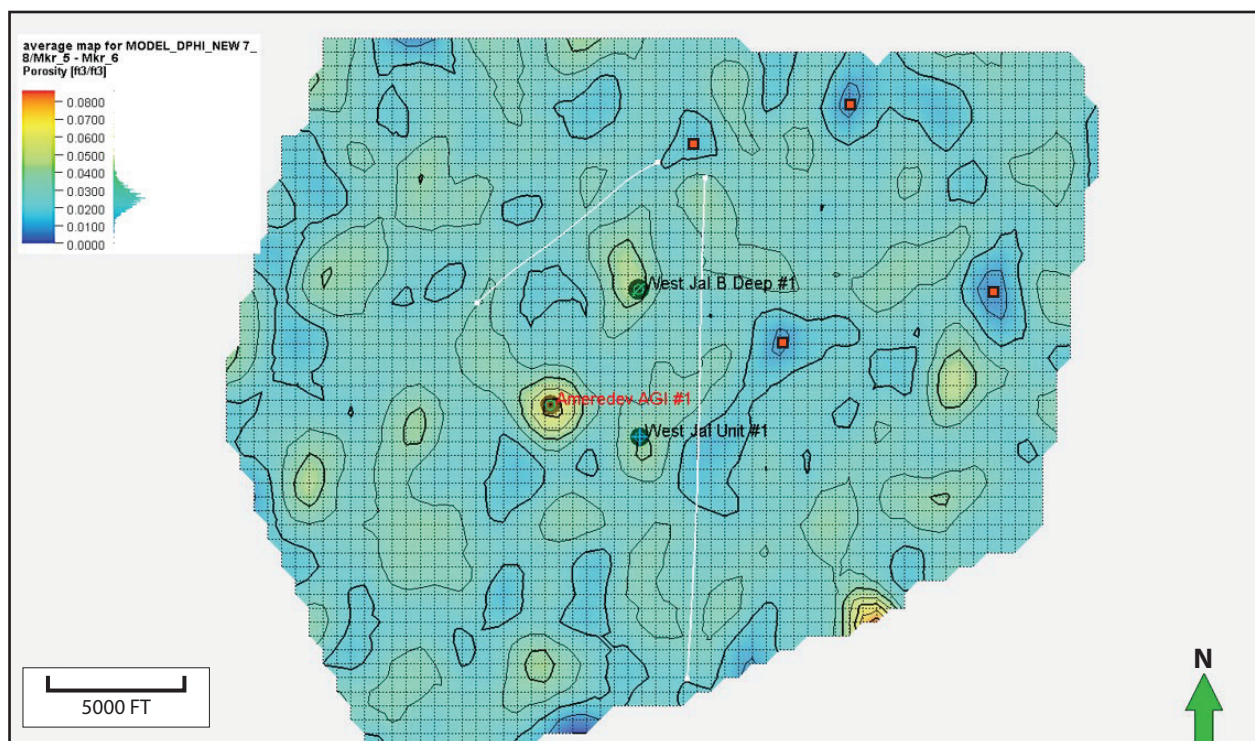 average map for MODEL_DPHI_NEW 7_
8/Mkr_5 - Mkr_6
Porosity [ft3/ft3]
0.0800
0.0700
0.0600
0.0500
0.0400
0.0300
0.0200
0.0100
0.0000
West Jal B Deep #1
Ameredev AGI #1
West Jal Unit #1
5000 FT
N